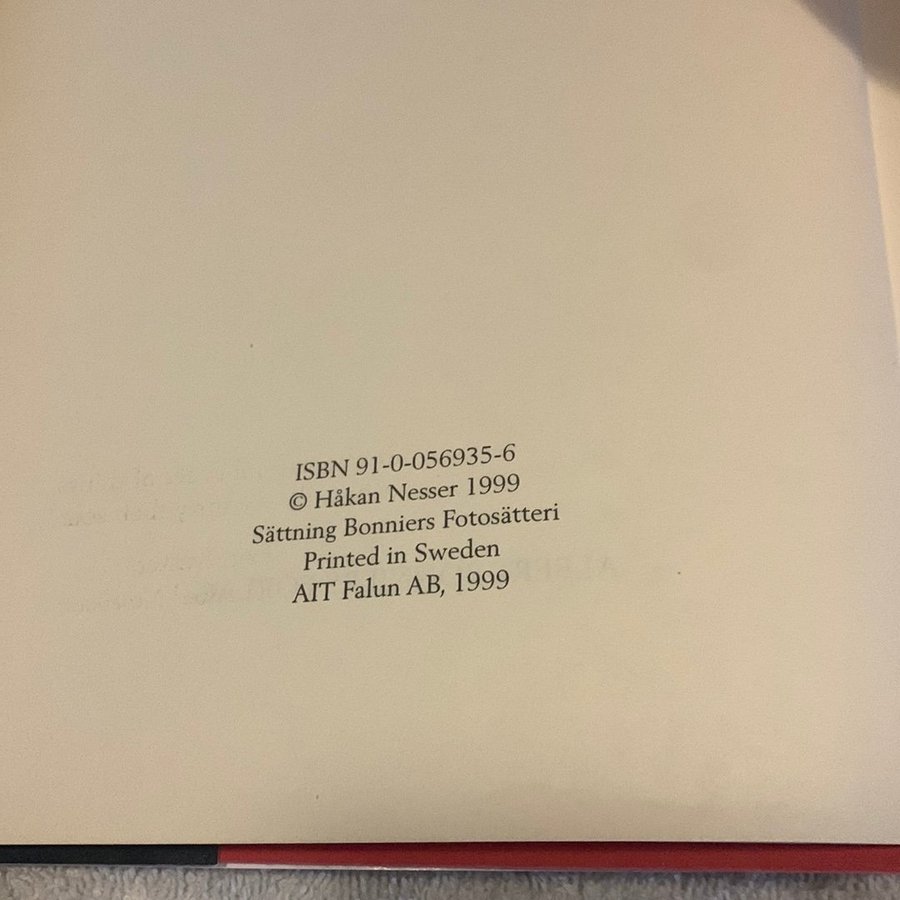 ISBN 91-0-056935-6
© Håkan Nesser 1999
Sättning Bonniers Fotosätteri
Printed in Sweden
AIT Falun AB, 1999